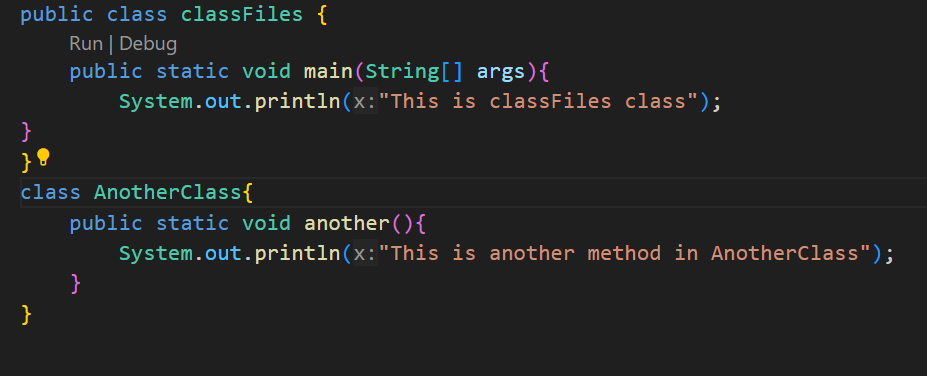 public class classFiles {
Run | Debug
public static void main(String[] args){
System.out.println(x:"This is classFiles class");
}
}
class AnotherClass{
public static void another(){
System.out.println(x:"This is another method in AnotherClass");
}
}